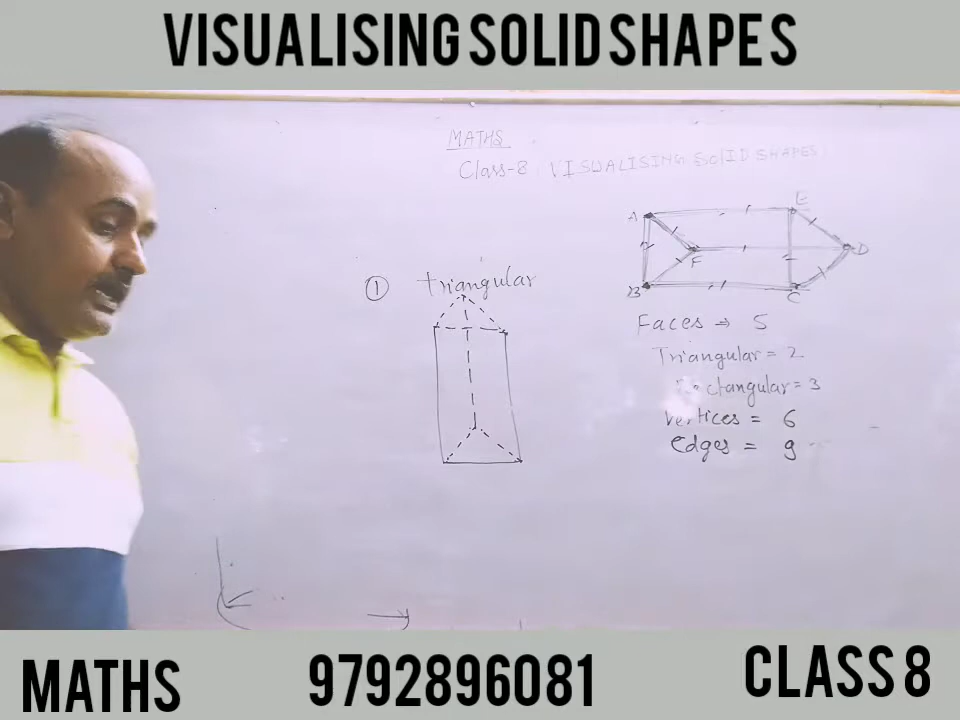 VISUALISING SOLID SHAPES
MATHS
Class-8 VISUALISING SOLID SHAPES
① triangular
A
E
F
D
B
C
Faces → 5
Triangular = 2
Rectangular = 3
Vertices = 6
edges = 9
MATHS
9792896081
CLASS 8